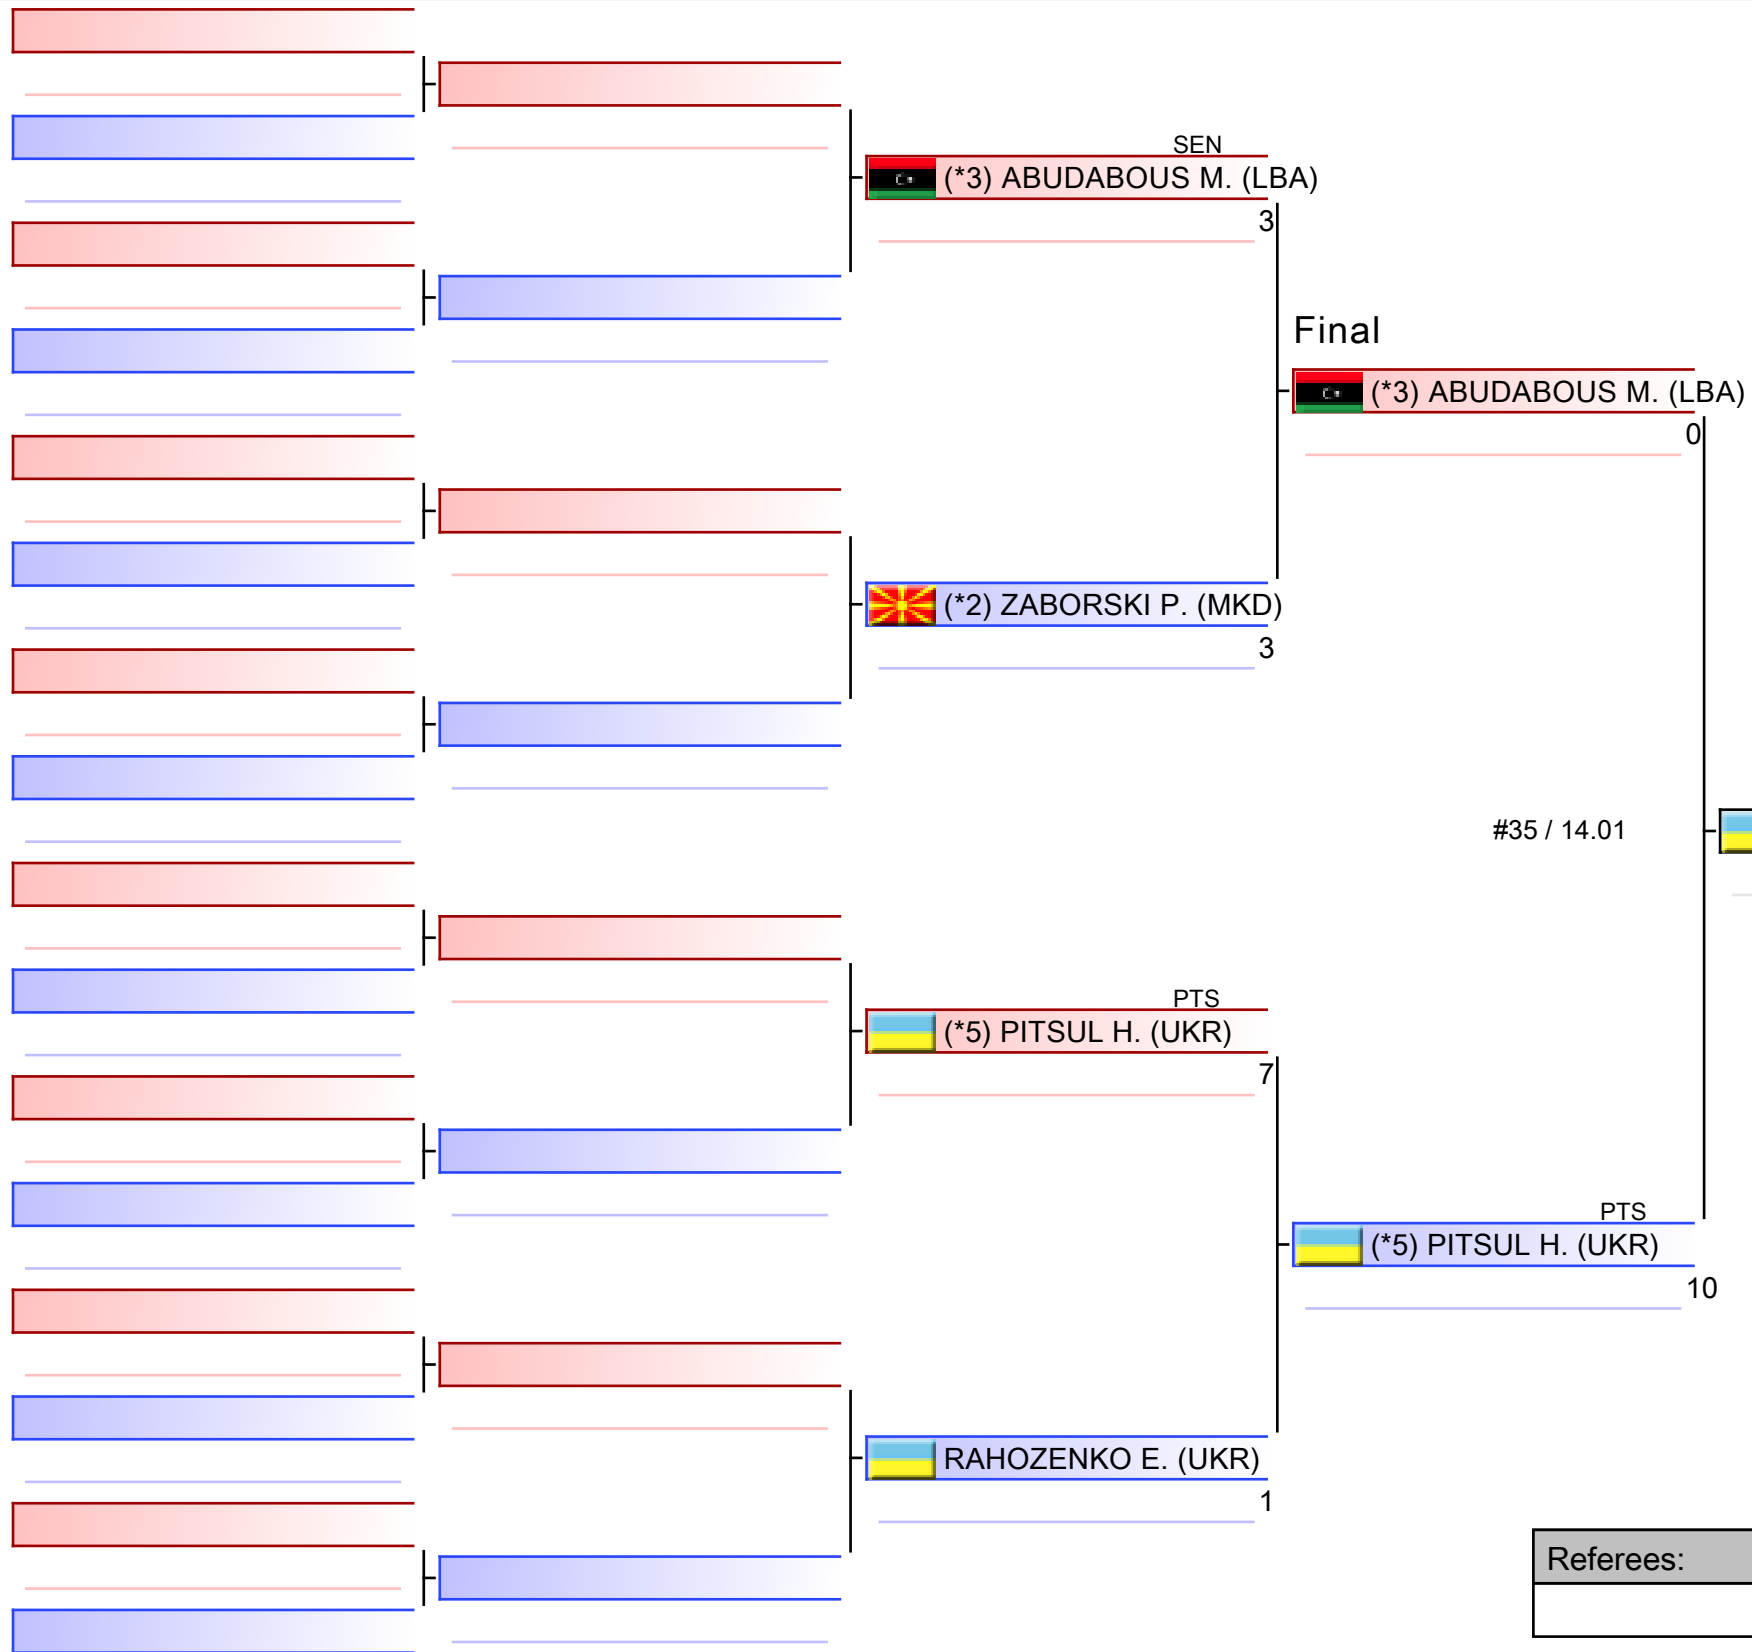 SEN
(*3) ABUDABOUS M. (LBA)
3
Final
(*3) ABUDABOUS M. (LBA)
0
(*2) ZABORSKI P. (MKD)
3
#35 / 14.01
PTS
(*5) PITSUL H. (UKR)
7
PTS
(*5) PITSUL H. (UKR)
10
RAHOZENKO E. (UKR)
1
Referees: